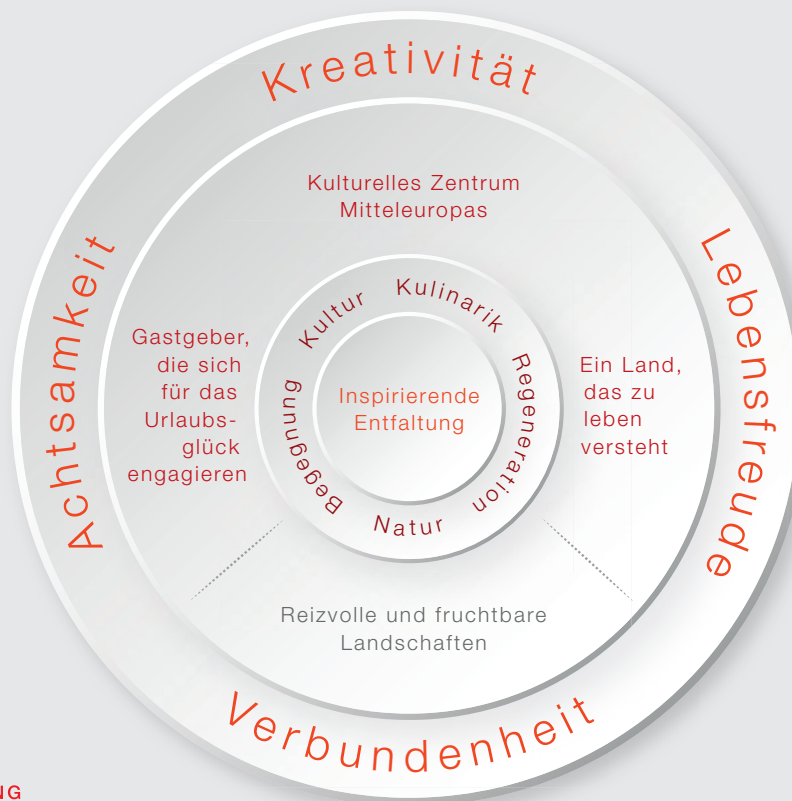 Kreativität
Kulturelles Zentrum
Mitteleuropas
Achtsamkeit
Lebensfreude
Gastgeber,
die sich
für das
Urlaubs-
glück
engagieren
Kultur
Kulinarik
Regeneration
Natur
Begegnung
Inspirierende
Entfaltung
Ein Land,
das zu
leben
versteht
Reizvolle und fruchtbare
Landschaften
Verbundenheit
NG